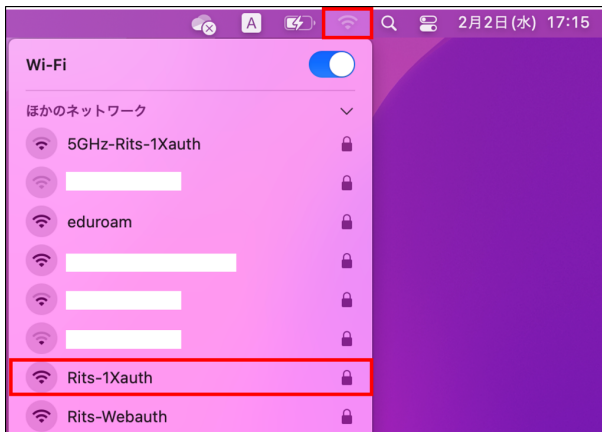 A 2月2日(水) 17:15
Wi-Fi
ほかのネットワーク
5GHz-Rits-1Xauth
eduroam
Rits-1Xauth
Rits-Webauth